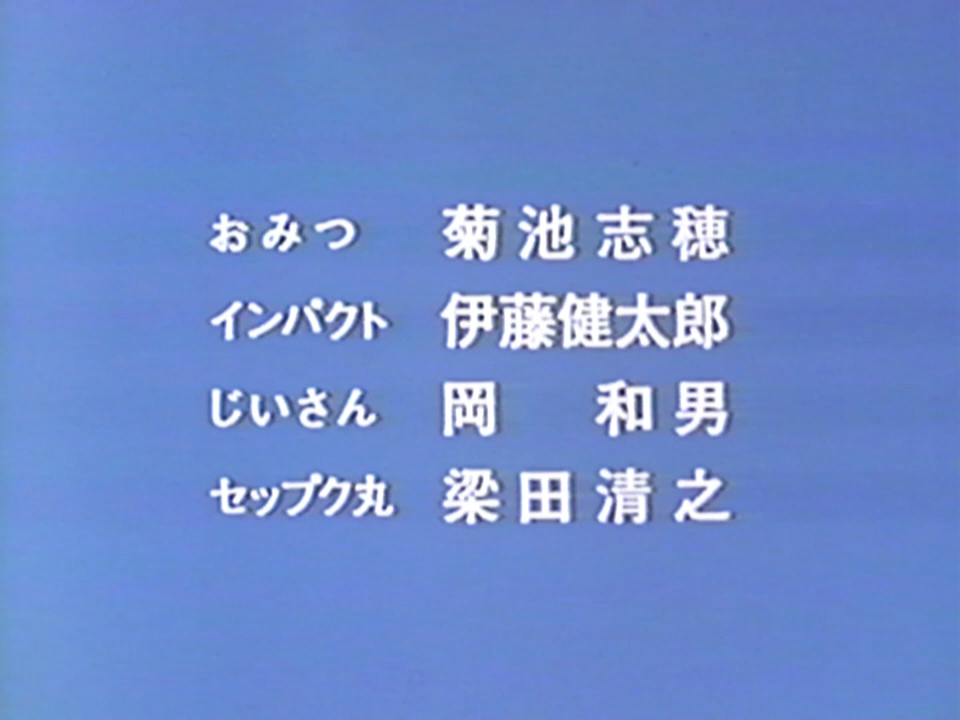 おみつ 菊池志穂
インパクト 伊藤健太郎
じいさん 岡 和男
セップク丸 梁田清之